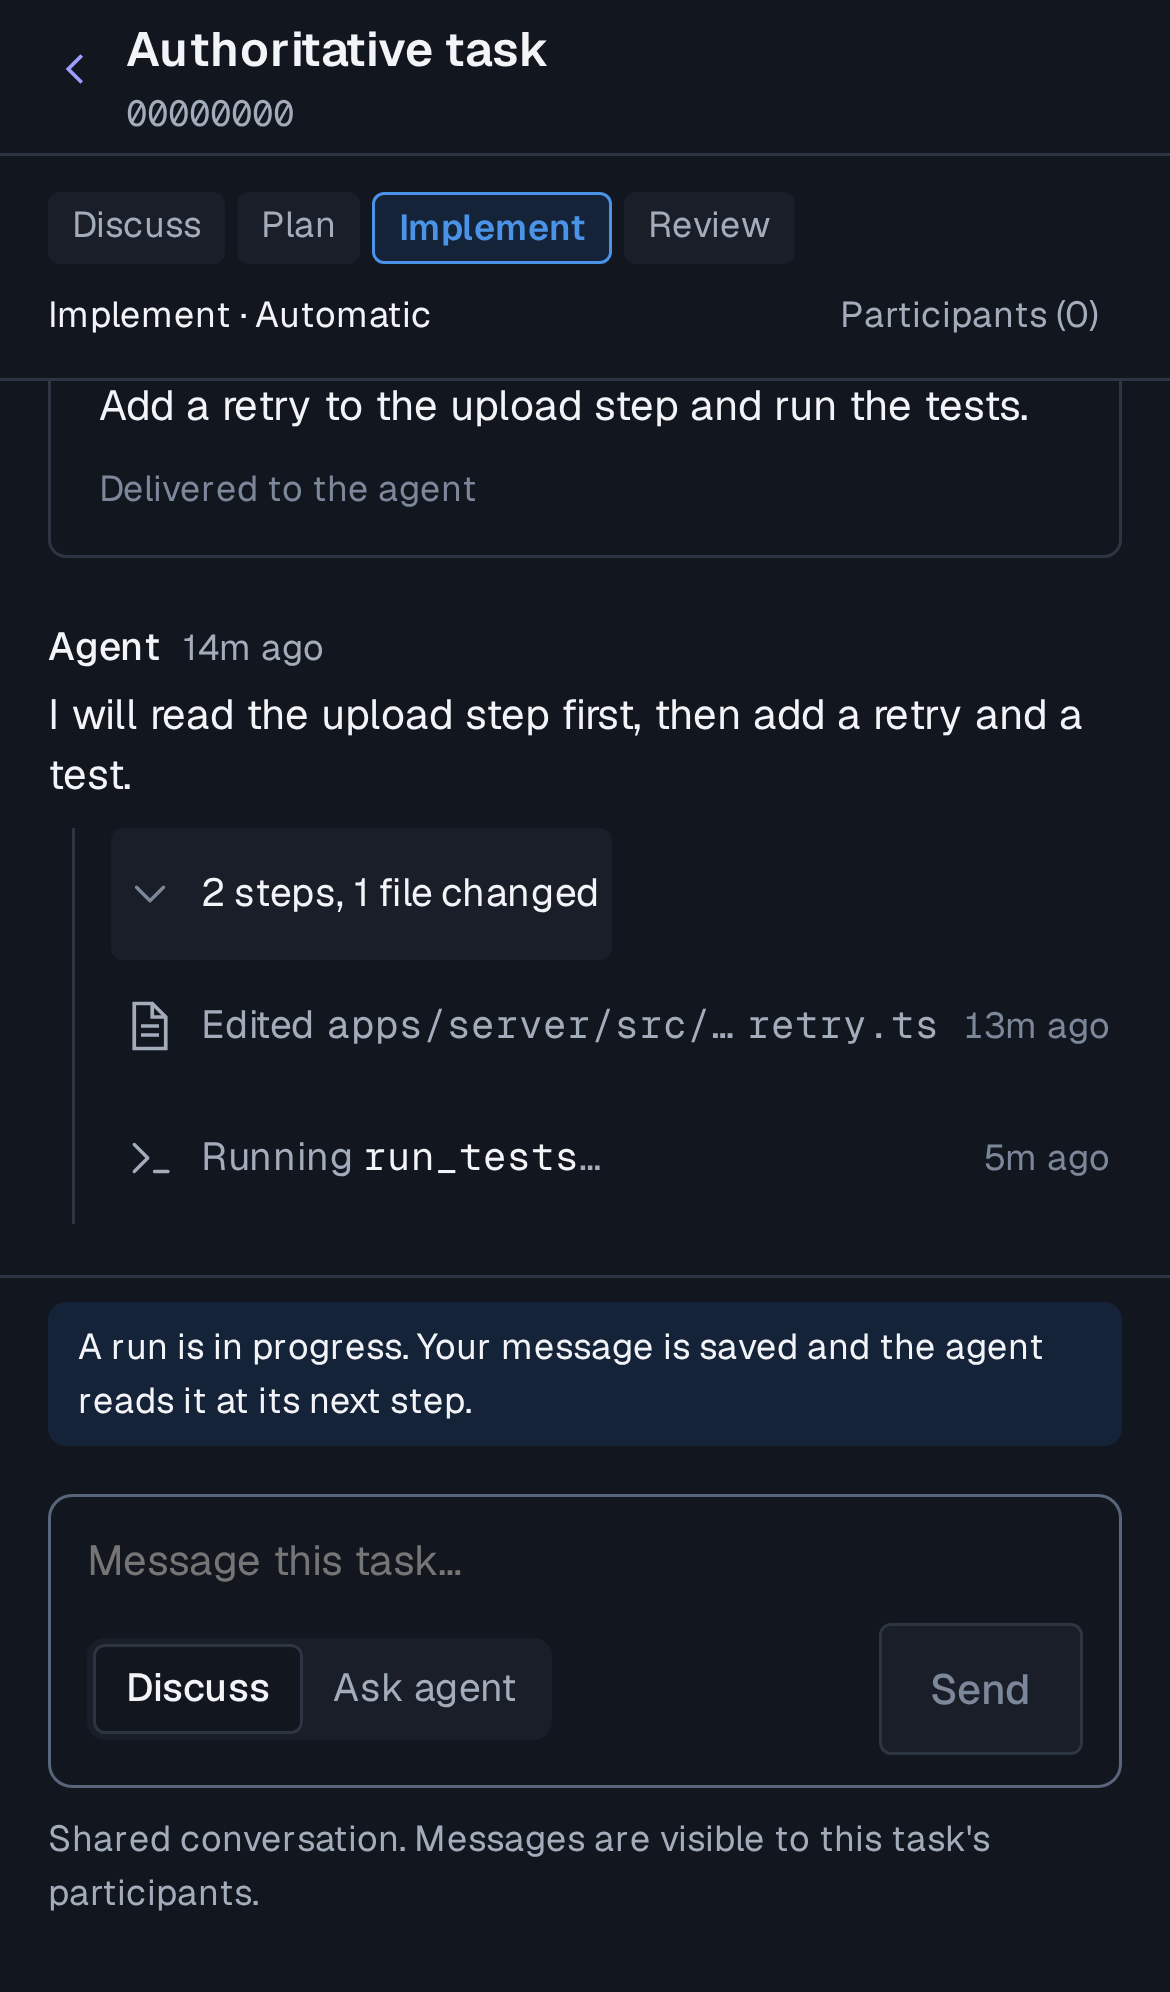 Authoritative task
00000000
Discuss Plan Implement Review
Implement · Automatic Participants (0)
Add a retry to the upload step and run the tests.
Delivered to the agent
Agent 14m ago
I will read the upload step first, then add a retry and a
test.
2 steps, 1 file changed
Edited apps/server/src/… retry.ts 13m ago
Running run_tests… 5m ago
A run is in progress. Your message is saved and the agent
reads it at its next step.
Message this task…
Discuss Ask agent Send
Shared conversation. Messages are visible to this task's
participants.